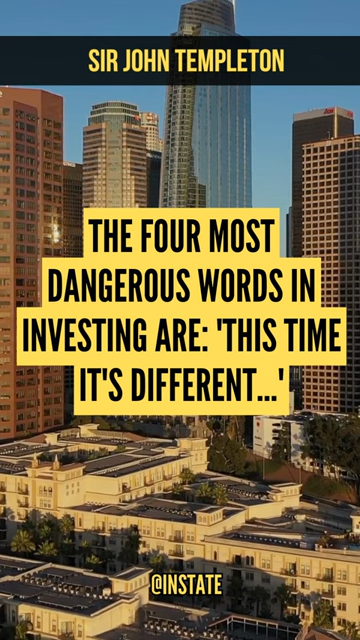 SIR JOHN TEMPLETON
THE FOUR MOST
DANGEROUS WORDS IN
INVESTING ARE: 'THIS TIME
IT'S DIFFERENT...'
@INSTATE